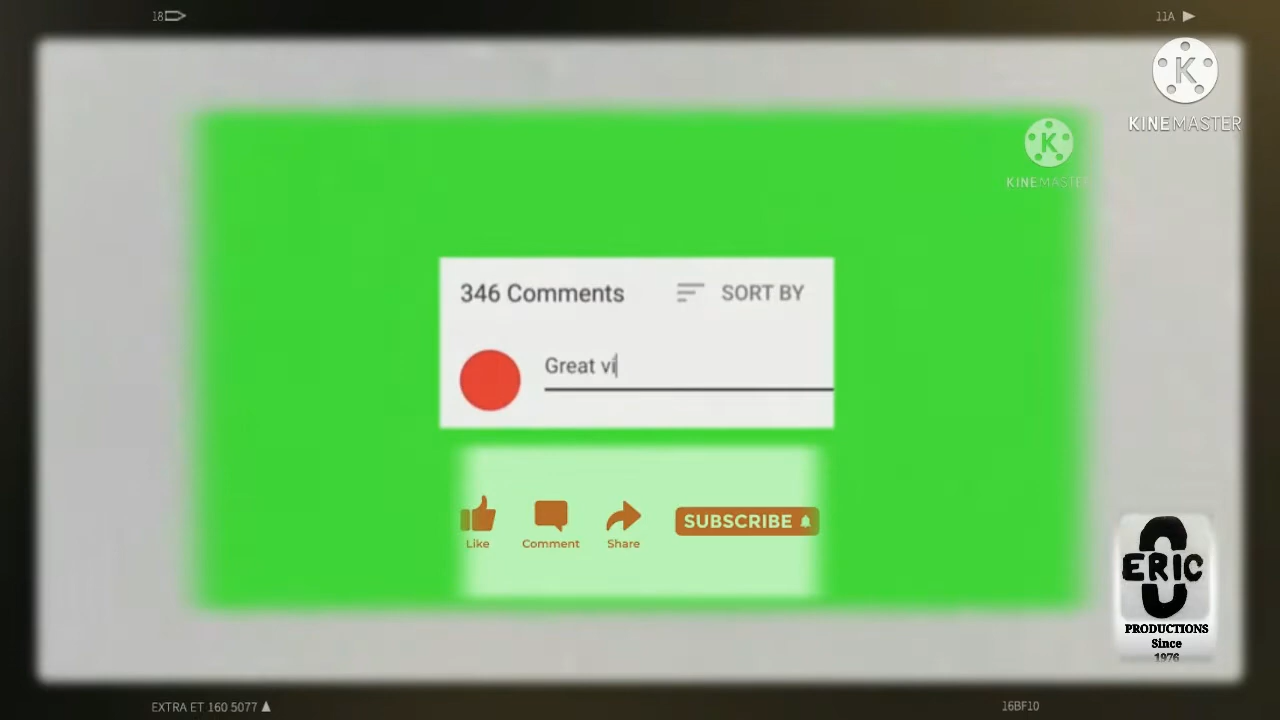 18
11A
KINEMASTER
KINEMASTER
346 Comments
SORT BY
Great vi
Like
Comment
Share
SUBSCRIBE
ERIC
PRODUCTIONS
Since
1976
EXTRA ET 160 5077
16BF10